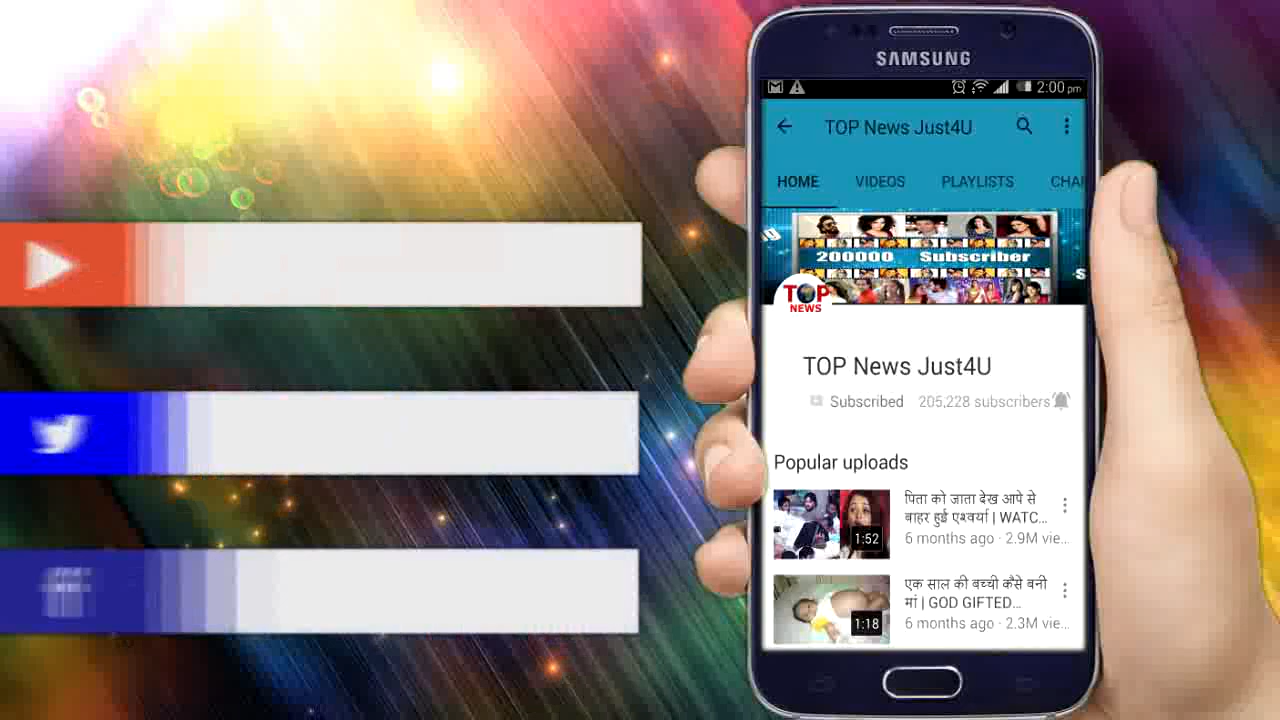 SAMSUNG
2:00 pm
TOP News Just4U
HOME VIDEOS PLAYLISTS CHAI
200000 Subscriber
TOP
NEWS
TOP News Just4U
Subscribed 205,228 subscribers
Popular uploads
पिता को जाता देख आपे से
बाहर हुई एश्वर्या | WATC...
6 months ago · 2.9M vie...
1:52
एक साल की बच्ची कैसे बनी
मां | GOD GIFTED...
6 months ago · 2.3M vie...
1:18